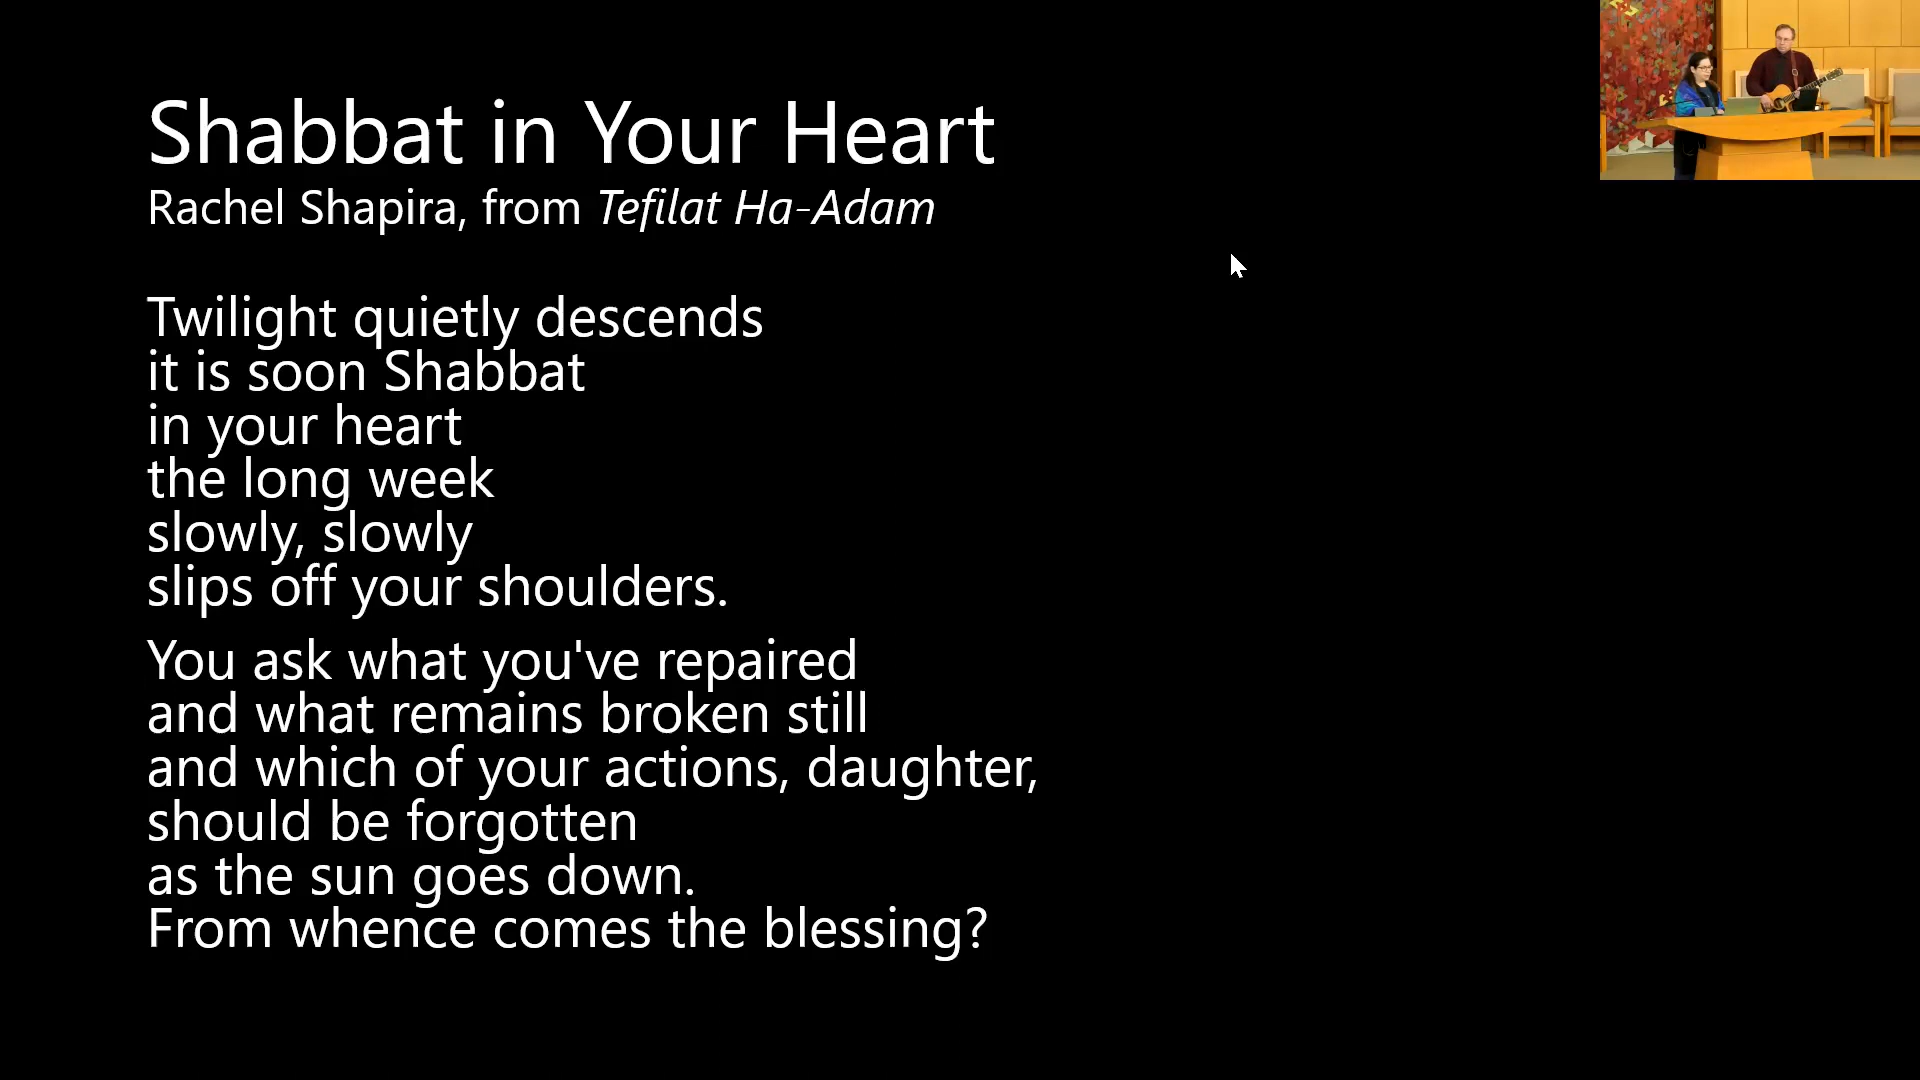 Shabbat in Your Heart
Rachel Shapira, from Tefilat Ha-Adam
Twilight quietly descends
it is soon Shabbat
in your heart
the long week
slowly, slowly
slips off your shoulders.
You ask what you've repaired
and what remains broken still
and which of your actions, daughter,
should be forgotten
as the sun goes down.
From whence comes the blessing?